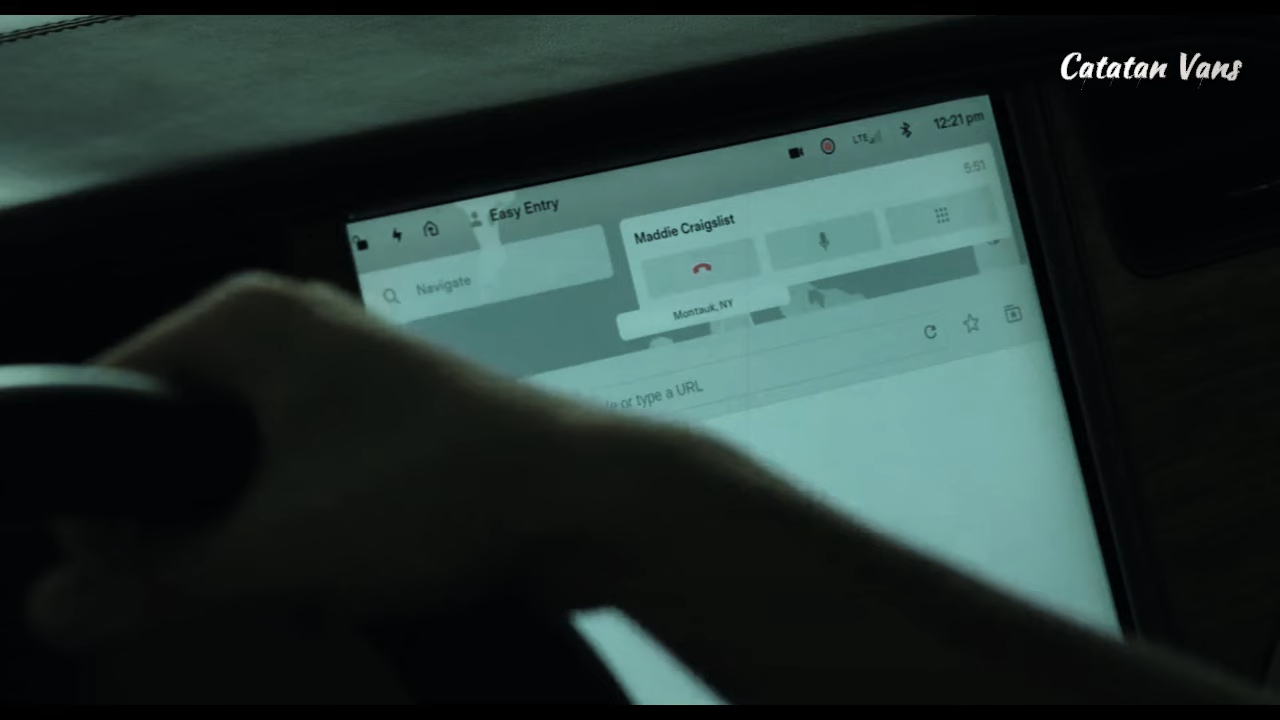 Catatan Vans
LTE
12:21 pm
Easy Entry
5:51
Maddie Craigslist
Navigate
Montauk, NY
or type a URL